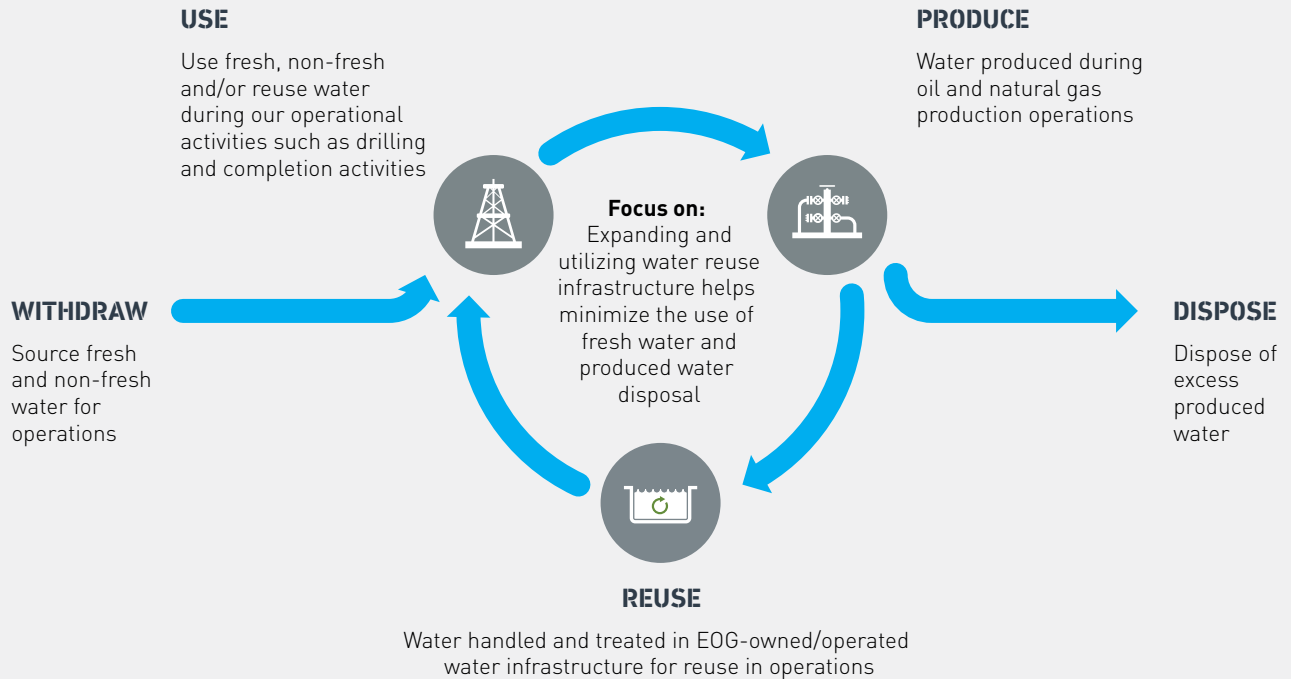 USE
Use fresh, non-fresh
and/or reuse water
during our operational
activities such as drilling
and completion activities
PRODUCE
Water produced during
oil and natural gas
production operations
Focus on:
Expanding and
utilizing water reuse
infrastructure helps
minimize the use of
fresh water and
produced water
disposal
WITHDRAW
Source fresh
and non-fresh
water for
operations
DISPOSE
Dispose of
excess
produced
water
REUSE
Water handled and treated in EOG-owned/operated
water infrastructure for reuse in operations